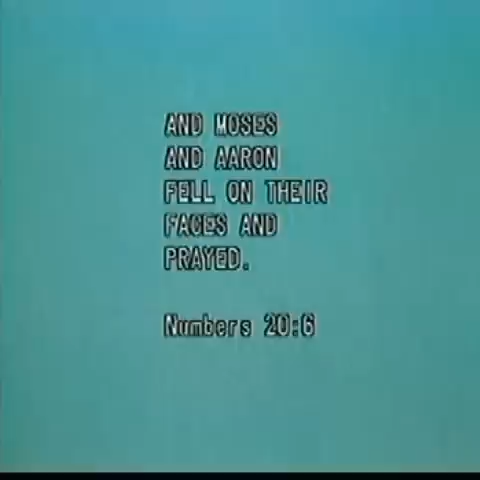 AND MOSES
AND AARON
FELL ON THEIR
FACES AND
PRAYED.
Numbers 20:6